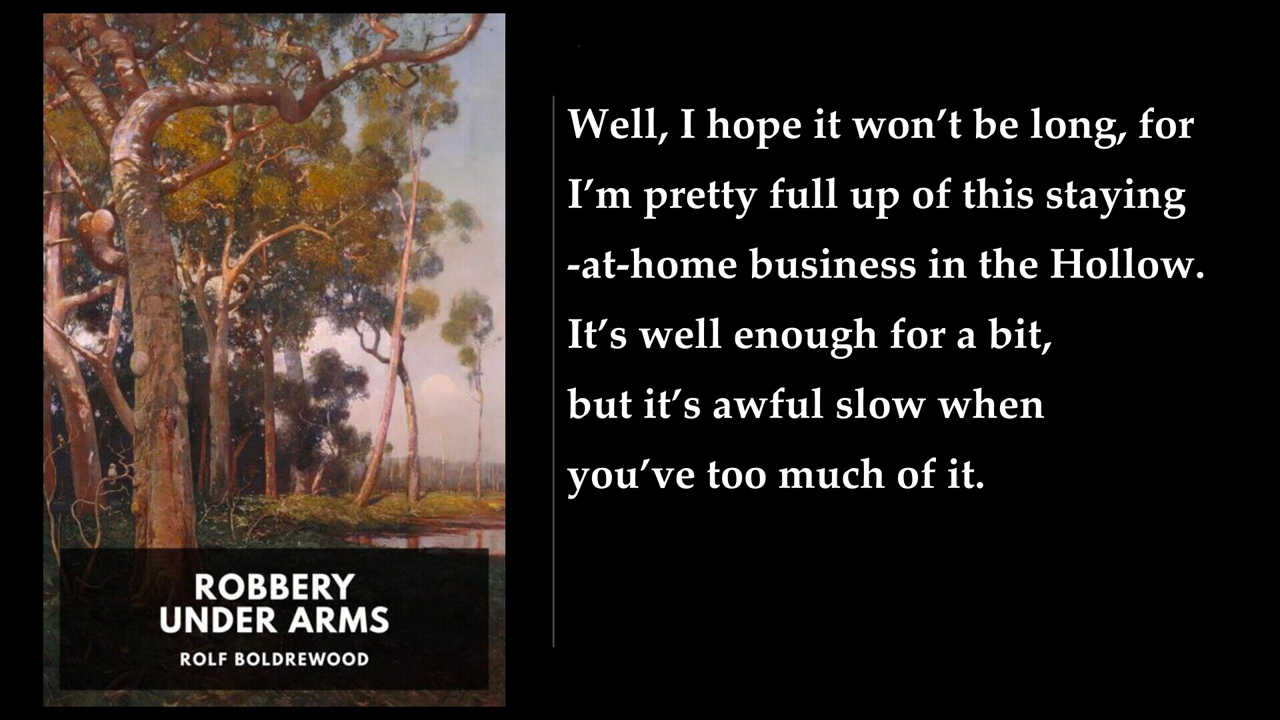 Well, I hope it won’t be long, for
I’m pretty full up of this staying
-at-home business in the Hollow.
It’s well enough for a bit,
but it’s awful slow when
you’ve too much of it.
ROBBERY
UNDER ARMS
ROLF BOLDREWOOD